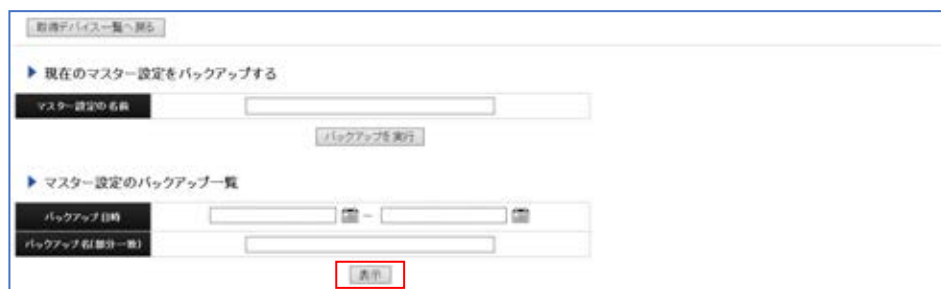 取得デバイス一覧へ戻る
現在のマスター設定をバックアップする
マスター設定の名前
バックアップを実行
マスター設定のバックアップ一覧
バックアップ日時
～
バックアップ名(部分一致)
表示